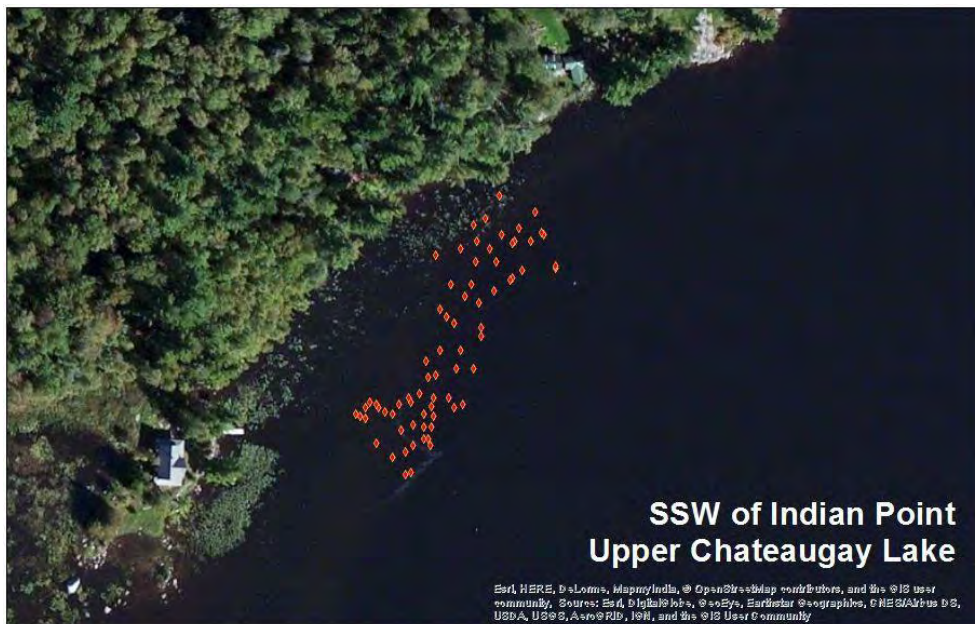 SSW of Indian Point
Upper Chateaugay Lake
Esri, HERE, DeLorme, MapmyIndia, © OpenStreetMap contributors, and the GIS user
community, Source: Esri, DigitalGlobe, GeoEye, Earthstar Geographics, CNES/Airbus DS,
USDA, USGS, AeroGRID, IGN, and the GIS User Community